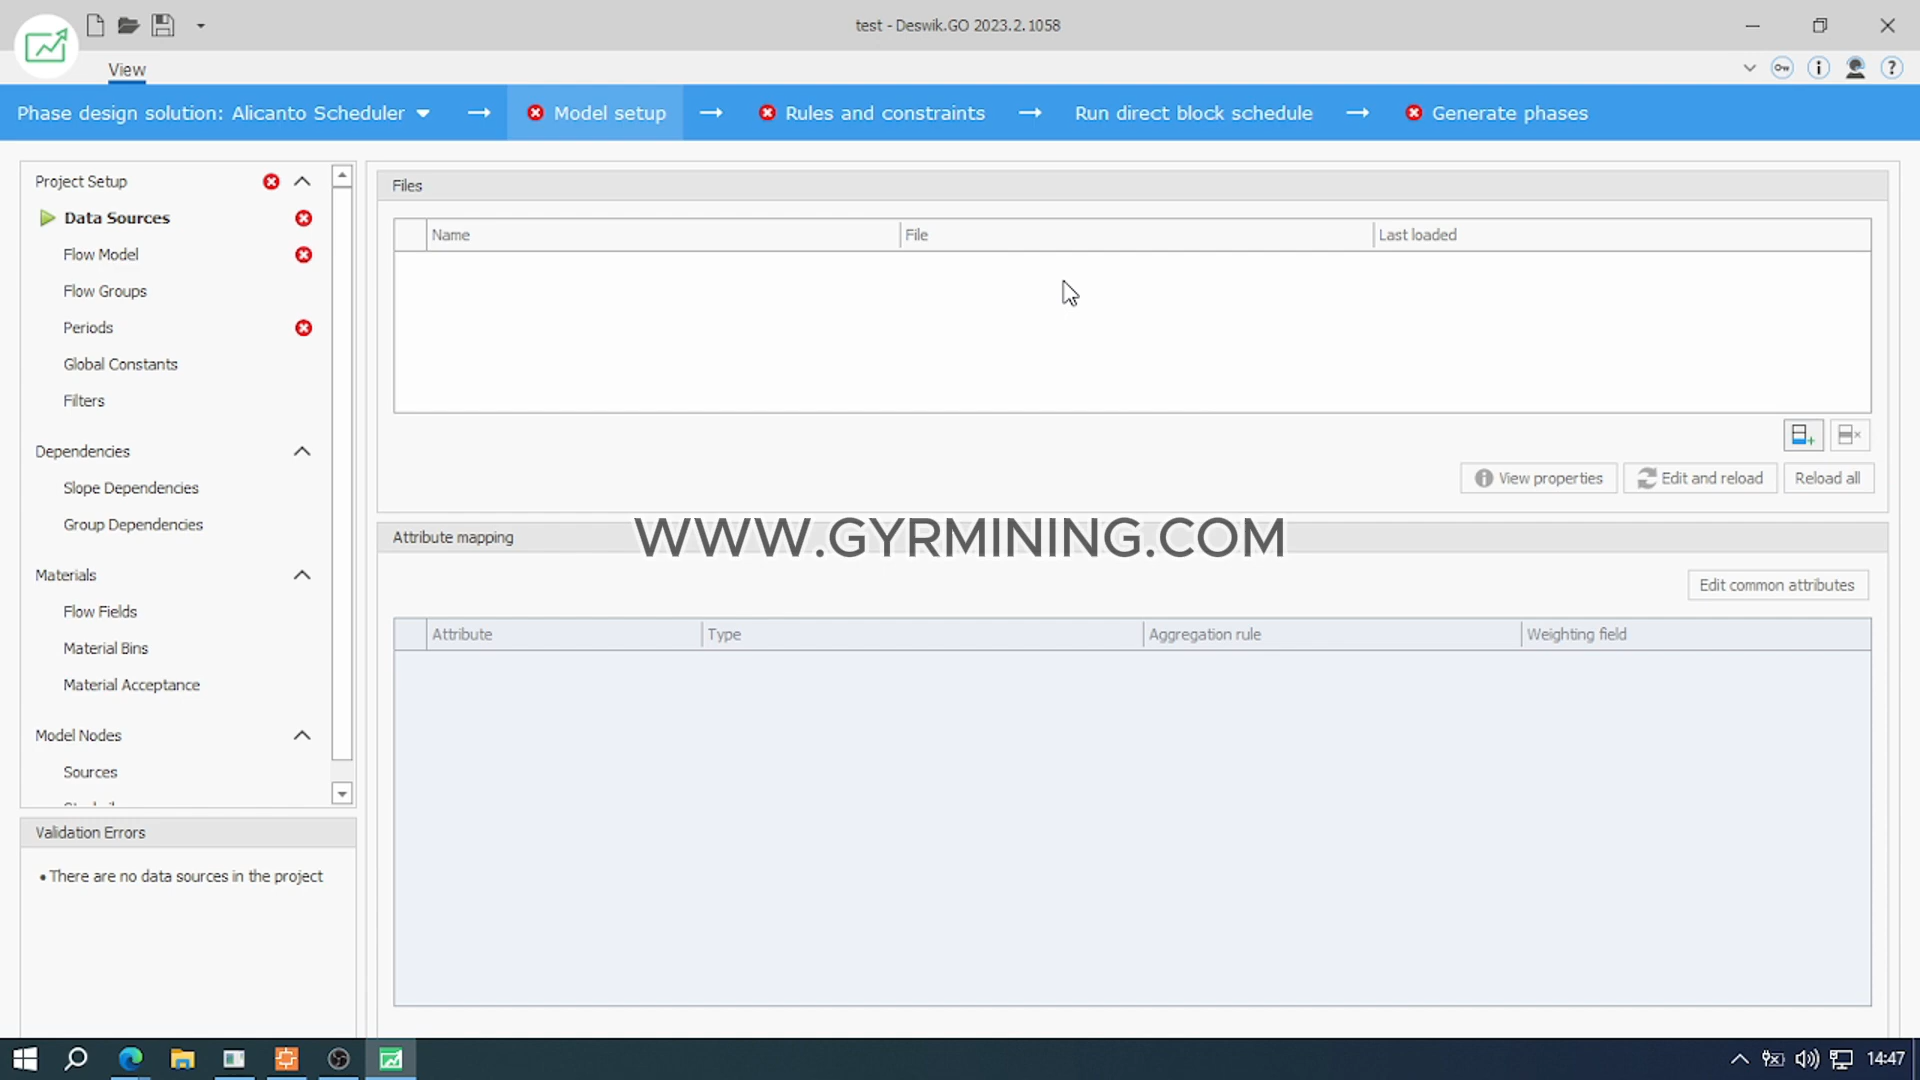 test - Deswik.GO 2023.2.1058
View
Phase design solution: Alicanto Scheduler
Model setup
Rules and constraints
Run direct block schedule
Generate phases
Project Setup
Data Sources
Flow Model
Flow Groups
Periods
Global Constants
Filters
Dependencies
Slope Dependencies
Group Dependencies
Materials
Flow Fields
Material Bins
Material Acceptance
Model Nodes
Sources
Validation Errors
• There are no data sources in the project
Files
Name File Last loaded
View properties Edit and reload Reload all
WWW.GYRMINING.COM
Attribute mapping
Edit common attributes
Attribute Type Aggregation rule Weighting field
14:47